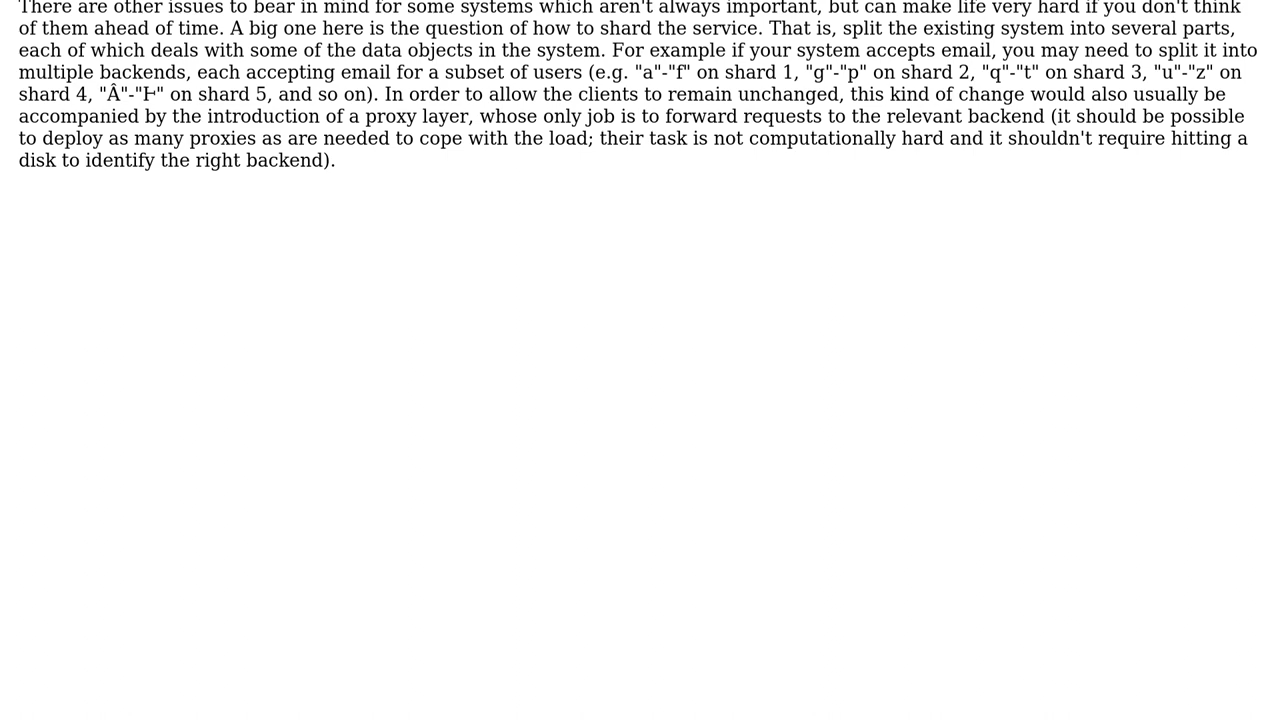 There are other issues to bear in mind for some systems which aren't always important, but can make life very hard if you don't think
of them ahead of time. A big one here is the question of how to shard the service. That is, split the existing system into several parts,
each of which deals with some of the data objects in the system. For example if your system accepts email, you may need to split it into
multiple backends, each accepting email for a subset of users (e.g. "a"-"f" on shard 1, "g"-"p" on shard 2, "q"-"t" on shard 3, "u"-"z" on
shard 4, "Â"-"Ⱶ" on shard 5, and so on). In order to allow the clients to remain unchanged, this kind of change would also usually be
accompanied by the introduction of a proxy layer, whose only job is to forward requests to the relevant backend (it should be possible
to deploy as many proxies as are needed to cope with the load; their task is not computationally hard and it shouldn't require hitting a
disk to identify the right backend).